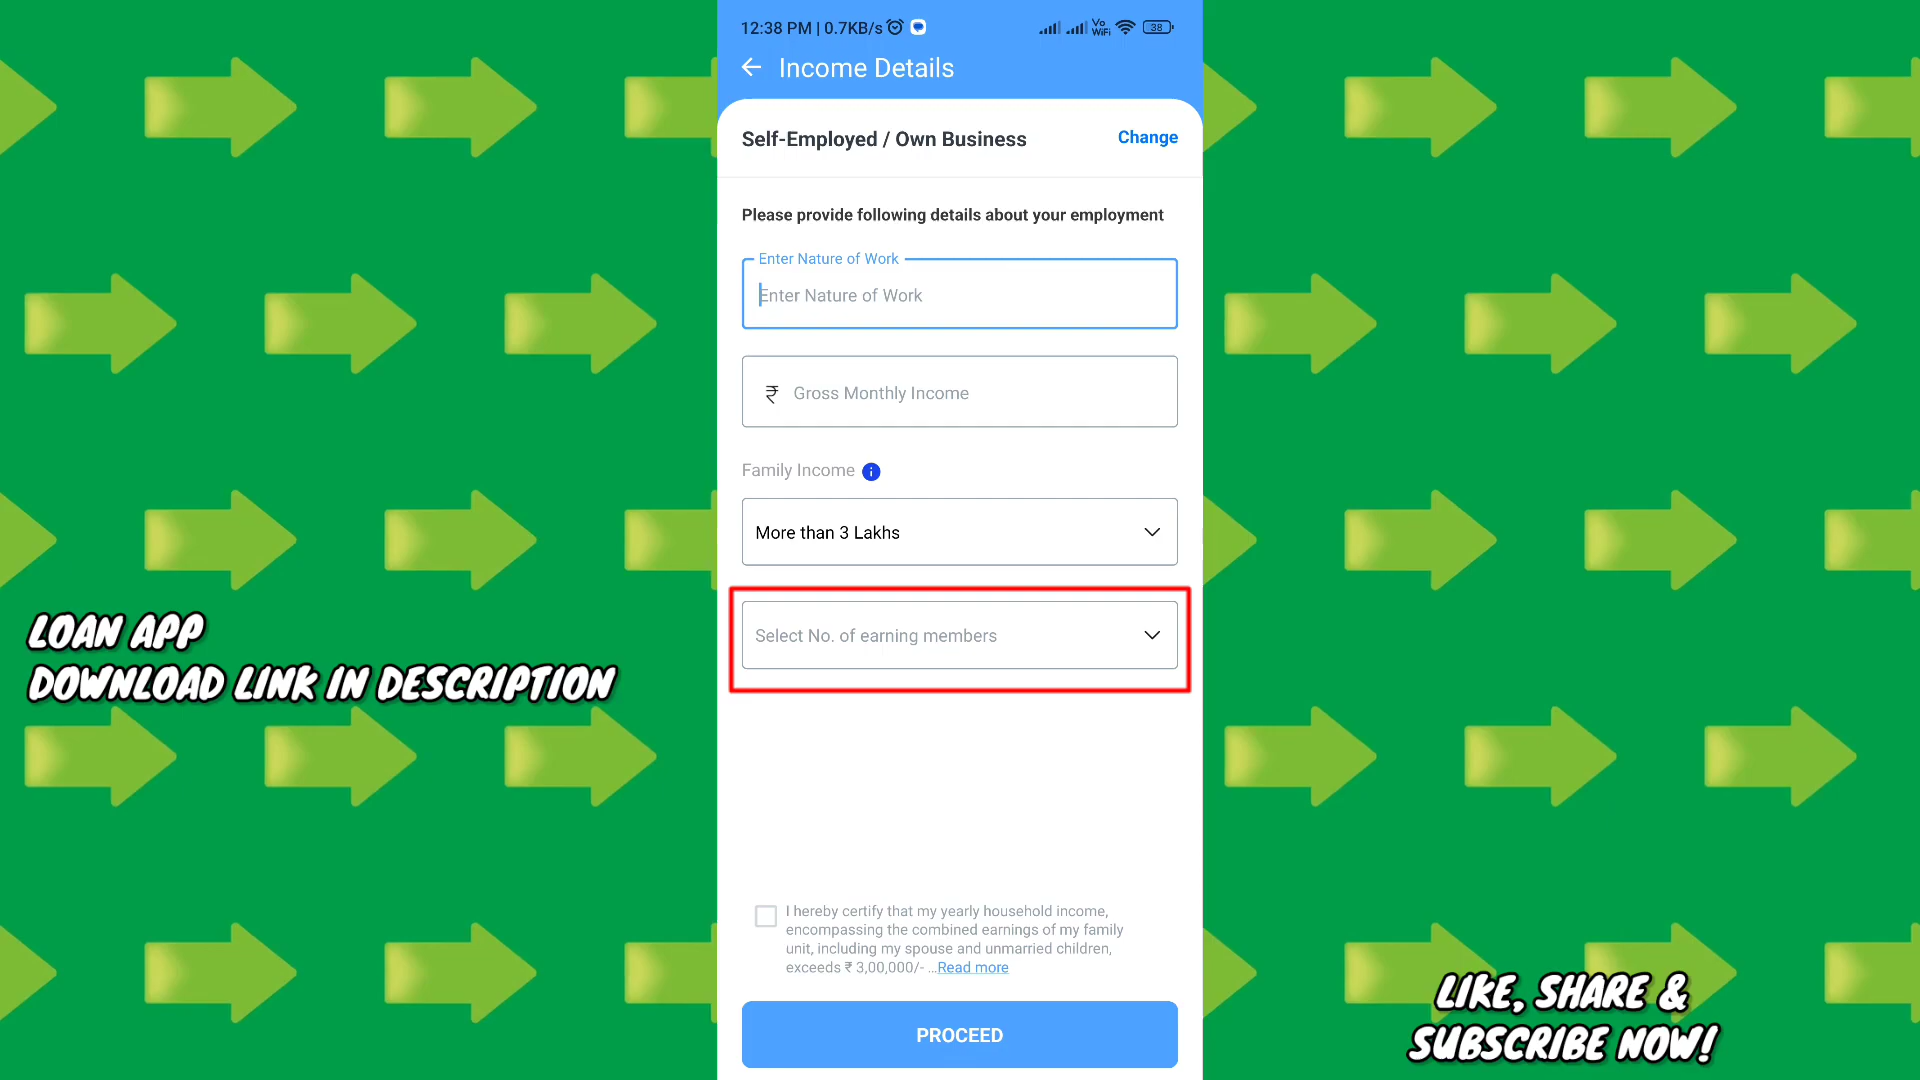 12:38 PM | 0.7KB/s
Vo
WiFi
38
Income Details
Self-Employed / Own Business
Change
Please provide following details about your employment
Enter Nature of Work
Enter Nature of Work
₹ Gross Monthly Income
Family Income i
More than 3 Lakhs
Select No. of earning members
LOAN APP
DOWNLOAD LINK IN DESCRIPTION
I hereby certify that my yearly household income,
encompassing the combined earnings of my family
unit, including my spouse and unmarried children,
exceeds ₹ 3,00,000/- ...Read more
PROCEED
LIKE, SHARE &
SUBSCRIBE NOW!